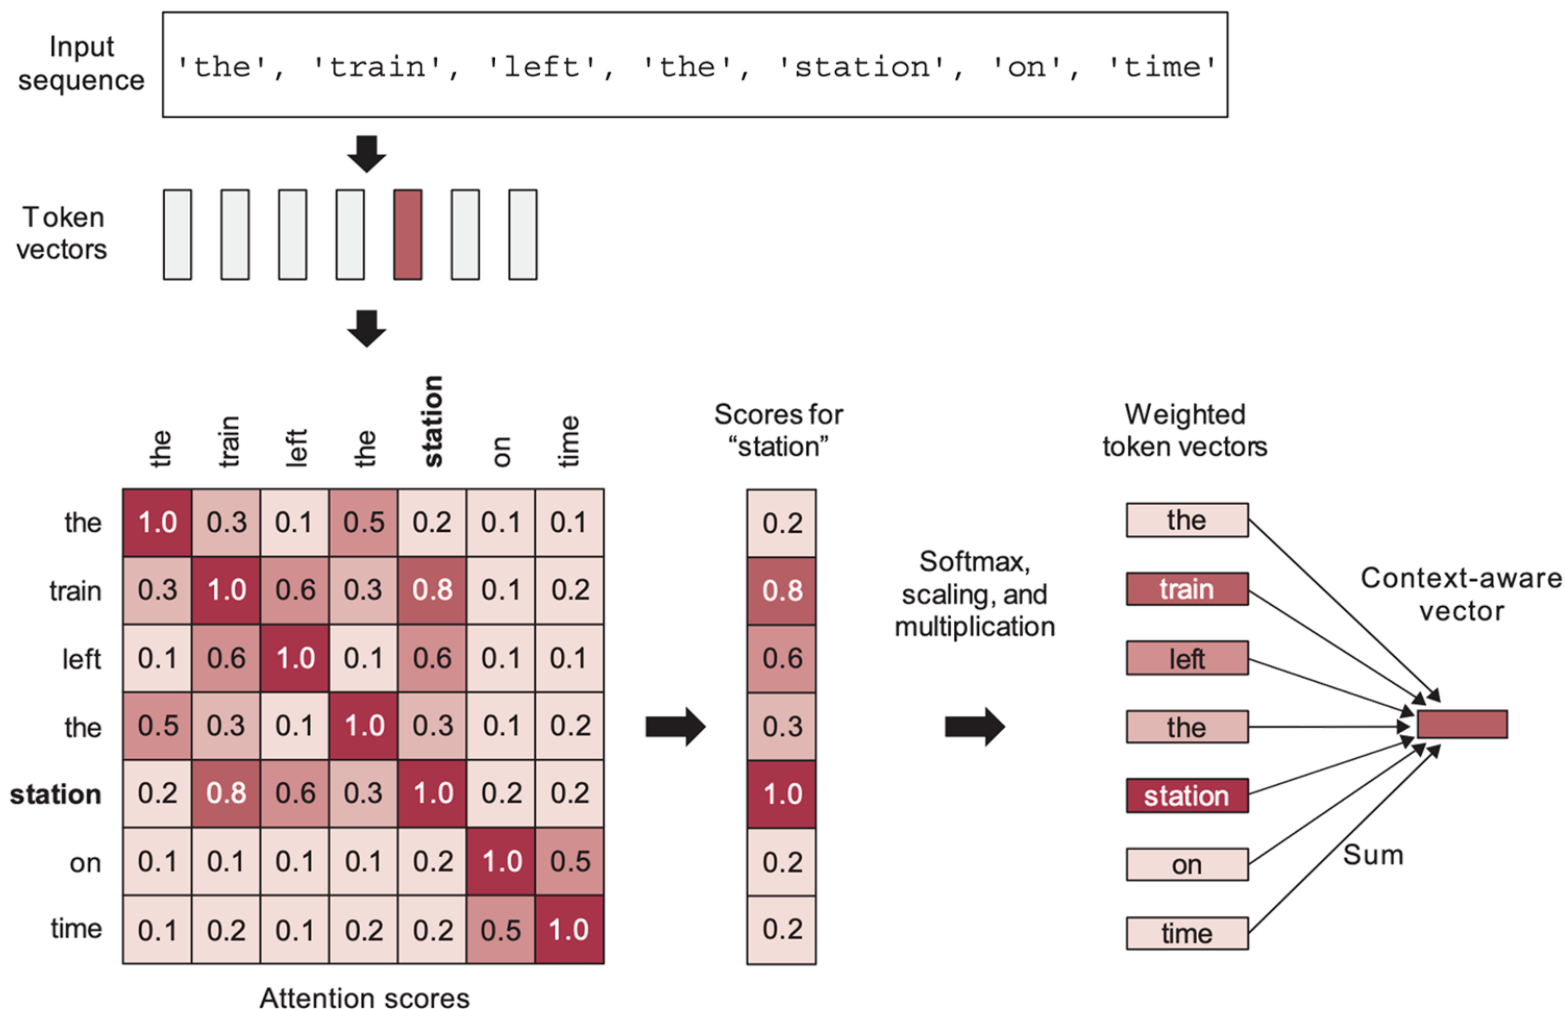 Input
sequence
'the', 'train', 'left', 'the', 'station', 'on', 'time'
Token
vectors
the train left the station on time
the 1.0 0.3 0.1 0.5 0.2 0.1 0.1
train 0.3 1.0 0.6 0.3 0.8 0.1 0.2
left 0.1 0.6 1.0 0.1 0.6 0.1 0.1
the 0.5 0.3 0.1 1.0 0.3 0.1 0.2
station 0.2 0.8 0.6 0.3 1.0 0.2 0.2
on 0.1 0.1 0.1 0.1 0.2 1.0 0.5
time 0.1 0.2 0.1 0.2 0.2 0.5 1.0
Attention scores
Scores for
“station”
0.2
0.8
0.6
0.3
1.0
0.2
0.2
Softmax,
scaling, and
multiplication
Weighted
token vectors
the
train
left
the
station
on
time
Context-aware
vector
Sum